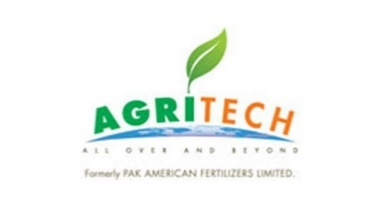 AGRITECH
ALL OVER AND BEYOND
Formerly PAK AMERICAN FERTILIZERS LIMITED.